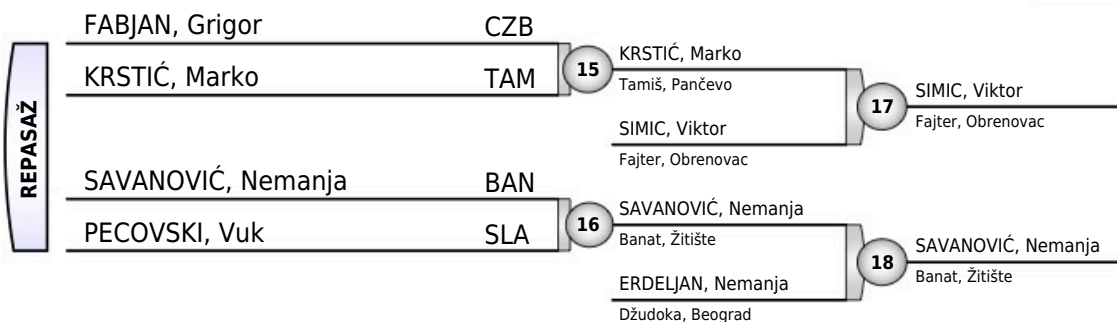 FABJAN, Grigor CZB
KRSTIĆ, Marko TAM
15
KRSTIĆ, Marko
Tamiš, Pančevo
SIMIC, Viktor
Fajter, Obrenovac
17
SIMIC, Viktor
Fajter, Obrenovac
REPASAŽ
SAVANOVIĆ, Nemanja BAN
PECOVSKI, Vuk SLA
16
SAVANOVIĆ, Nemanja
Banat, Žitište
ERDELJAN, Nemanja
Džudoka, Beograd
18
SAVANOVIĆ, Nemanja
Banat, Žitište